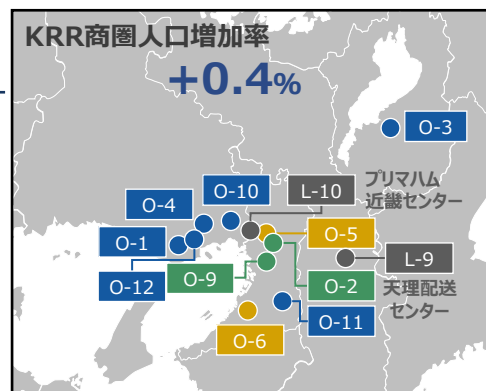 KRR商圏人口増加率
+0.4%
O-3
プリマハム
近畿センター
L-10
O-10
O-4
O-5
O-1
L-9
O-9
O-2
天理配送
センター
O-12
O-11
O-6